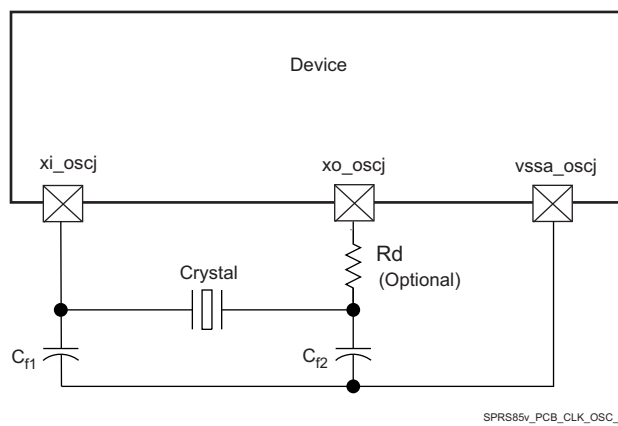 Device
xi_oscj
xo_oscj
vssa_oscj
Rd
(Optional)
Crystal
Cf1
Cf2
SPRS85v_PCB_CLK_OSC_